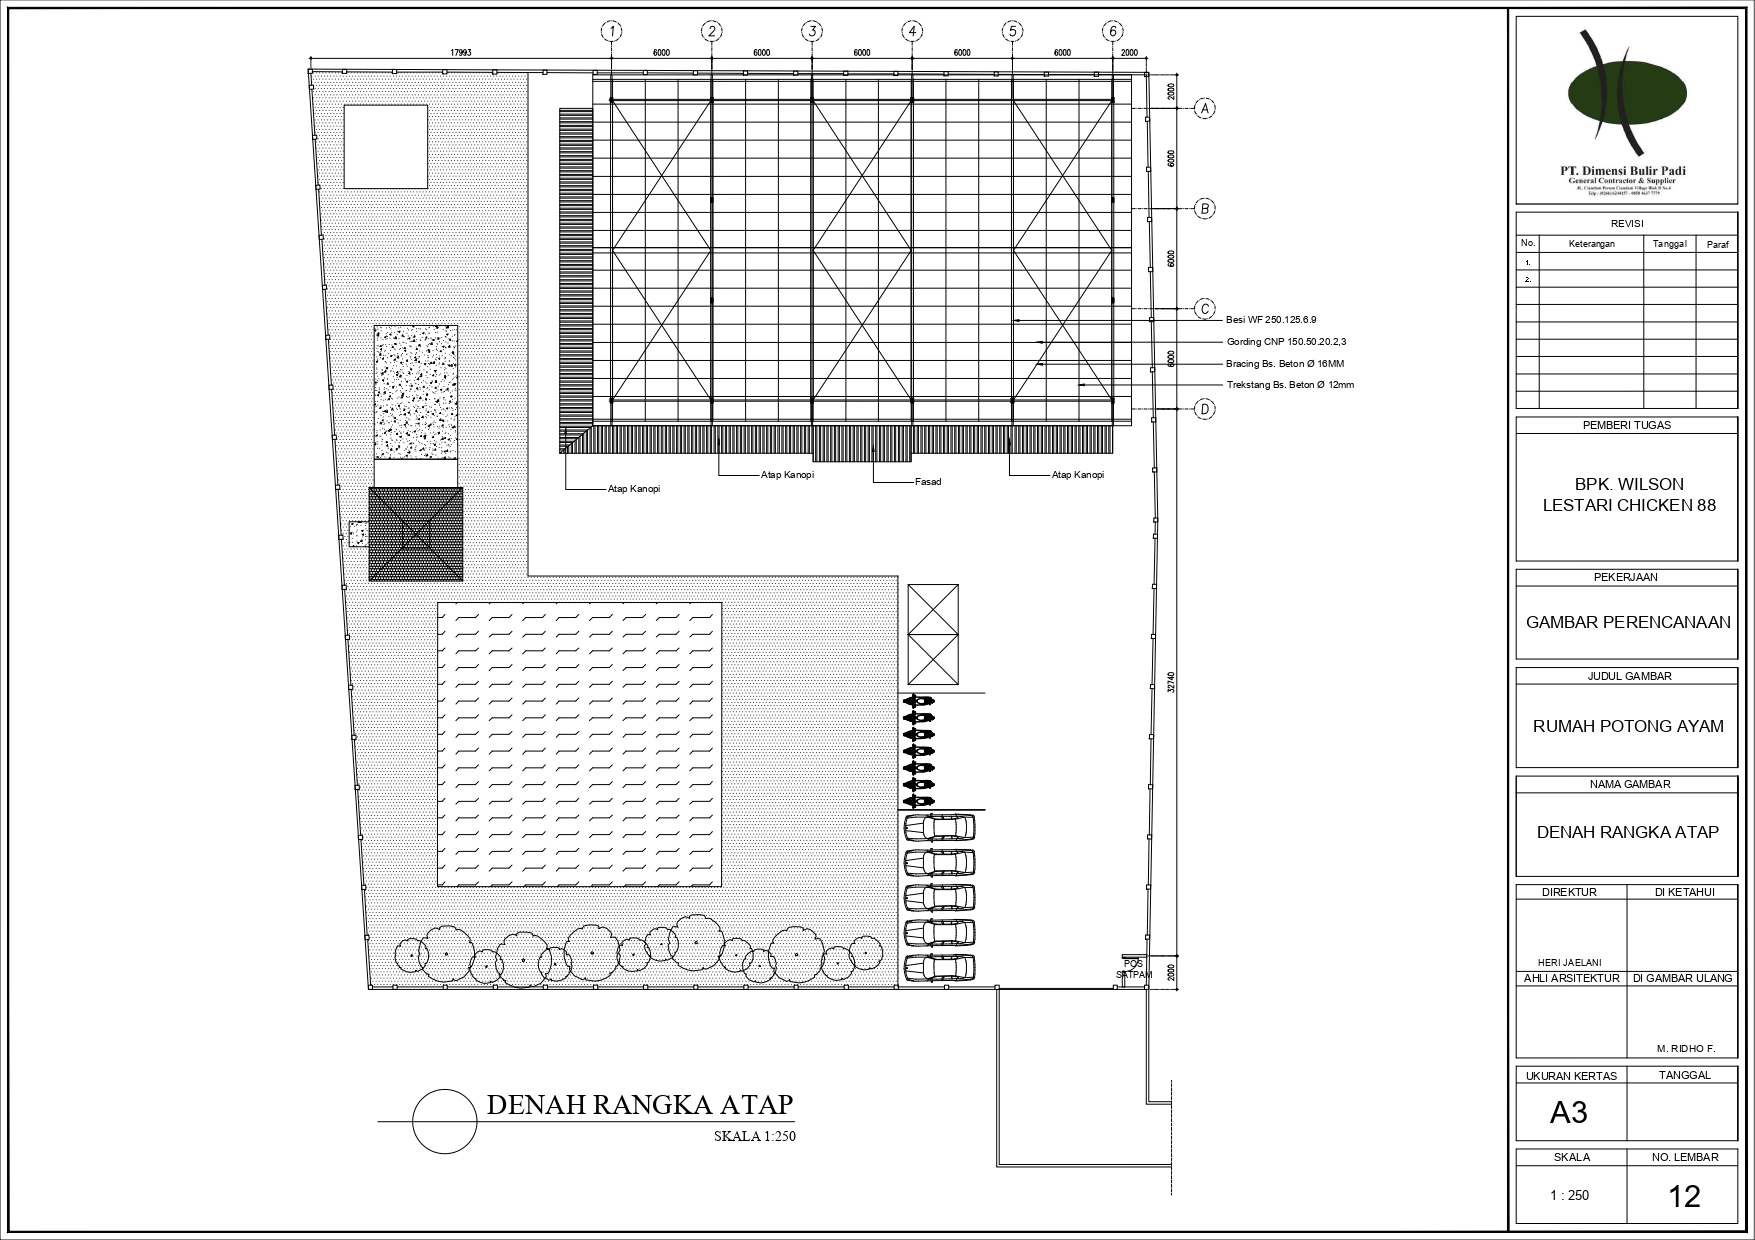 1 2 3 4 5 6
17993 6000 6000 6000 6000 6000 2000
2000
A
6000
B
6000
C
Besi WF 250.125.6.9
Gording CNP 150.50.20.2,3
6000
Bracing Bs. Beton Ø 16MM
Trekstang Bs. Beton Ø 12mm
D
Atap Kanopi
Atap Kanopi
Fasad
Atap Kanopi
32740
POS
SATPAM
2000
DENAH RANGKA ATAP
SKALA 1:250
PT. Dimensi Bulir Padi
General Contractor & Supplier
REVISI
No. Keterangan Tanggal Paraf
1.
2.
PEMBERI TUGAS
BPK. WILSON
LESTARI CHICKEN 88
PEKERJAAN
GAMBAR PERENCANAAN
JUDUL GAMBAR
RUMAH POTONG AYAM
NAMA GAMBAR
DENAH RANGKA ATAP
DIREKTUR DI KETAHUI
HERI JAELANI
AHLI ARSITEKTUR DI GAMBAR ULANG
M. RIDHO F.
UKURAN KERTAS TANGGAL
A3
SKALA NO. LEMBAR
1 : 250 12